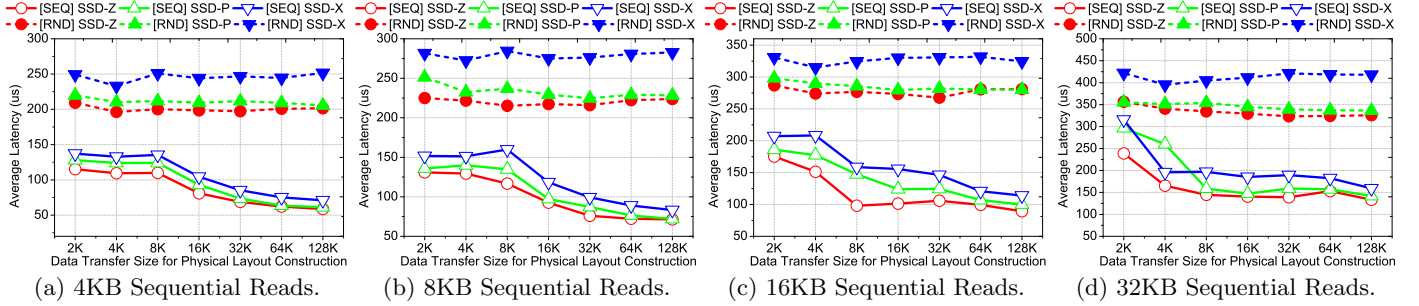 [SEQ] SSD-Z [SEQ] SSD-P [SEQ] SSD-X
[RND] SSD-Z [RND] SSD-P [RND] SSD-X
300
250
200
150
100
50
Average Latency (us)
2K 4K 8K 16K 32K 64K 128K
Data Transfer Size for Physical Layout Construction
(a) 4KB Sequential Reads.
[SEQ] SSD-Z [SEQ] SSD-P [SEQ] SSD-X
[RND] SSD-Z [RND] SSD-P [RND] SSD-X
300
250
200
150
100
50
Average Latency (us)
2K 4K 8K 16K 32K 64K 128K
Data Transfer Size for Physical Layout Construction
(b) 8KB Sequential Reads.
[SEQ] SSD-Z [SEQ] SSD-P [SEQ] SSD-X
[RND] SSD-Z [RND] SSD-P [RND] SSD-X
350
300
250
200
150
100
50
Average Latency (us)
2K 4K 8K 16K 32K 64K 128K
Data Transfer Size for Physical Layout Construction
(c) 16KB Sequential Reads.
[SEQ] SSD-Z [SEQ] SSD-P [SEQ] SSD-X
[RND] SSD-Z [RND] SSD-P [RND] SSD-X
500
450
400
350
300
250
200
150
100
50
Average Latency (us)
2K 4K 8K 16K 32K 64K 128K
Data Transfer Size for Physical Layout Construction
(d) 32KB Sequential Reads.